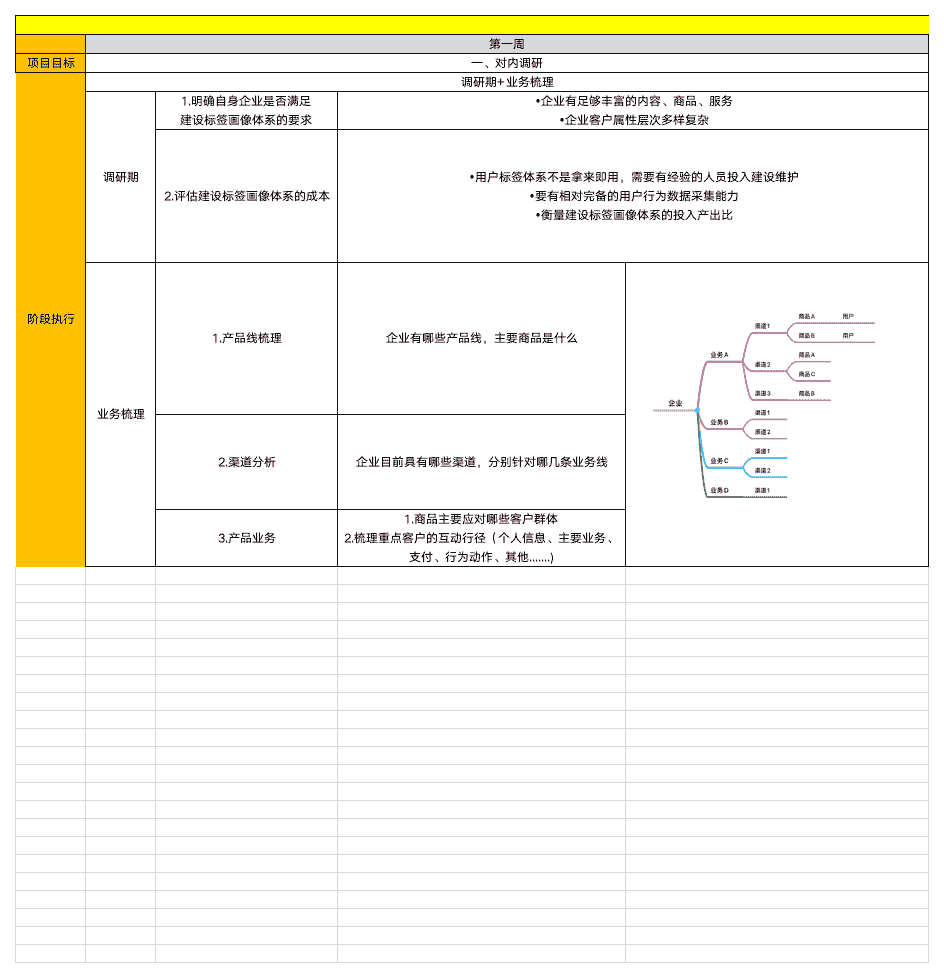 第一周
项目目标
一、对内调研
阶段执行
调研期+业务梳理
调研期
1.明确自身企业是否满足
建设标签画像体系的要求
•企业有足够丰富的内容、商品、服务
•企业客户属性层次多样复杂
2.评估建设标签画像体系的成本
•用户标签体系不是拿来即用，需要有经验的人员投入建设维护
•要有相对完备的用户行为数据采集能力
•衡量建设标签画像体系的投入产出比
业务梳理
1.产品线梳理
企业有哪些产品线，主要商品是什么
2.渠道分析
企业目前具有哪些渠道，分别针对哪几条业务线
3.产品业务
1.商品主要应对哪些客户群体
2.梳理重点客户的互动行径（个人信息、主要业务、
支付、行为动作、其他.......)
企业
业务A
渠道1
商品A
用户
商品B
用户
渠道2
商品A
商品C
渠道3
商品B
业务B
渠道1
渠道2
业务C
渠道1
渠道2
业务D
渠道1